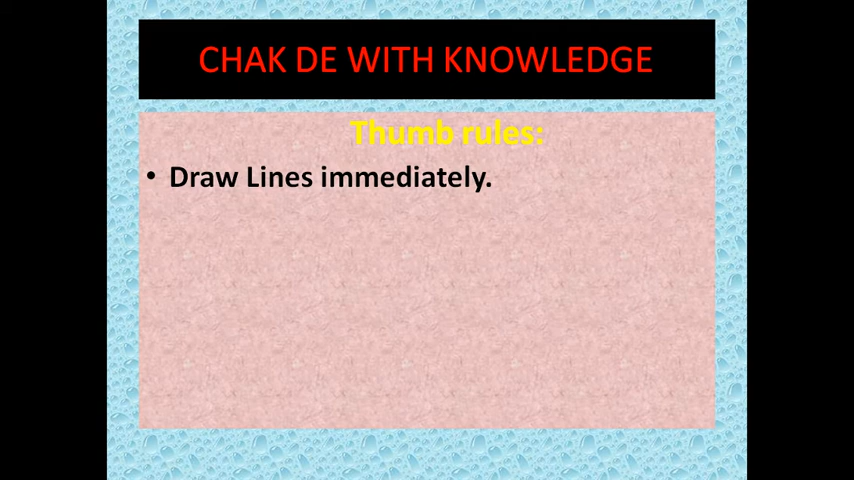 CHAK DE WITH KNOWLEDGE
Thumb rules:
• Draw Lines immediately.